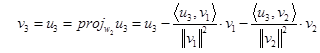 v₃ = u₃ = proj_{w₂} u₃ = u₃ − ⟨u₃, v₁⟩ / ‖v₁‖² · v₁ − ⟨u₃, v₂⟩ / ‖v₂‖² · v₂